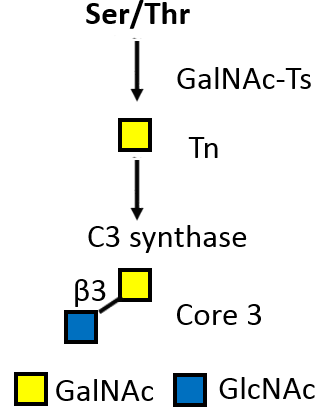 Ser/Thr
GalNAc-Ts
Tn
C3 synthase
β3
Core 3
GalNAc GlcNAc